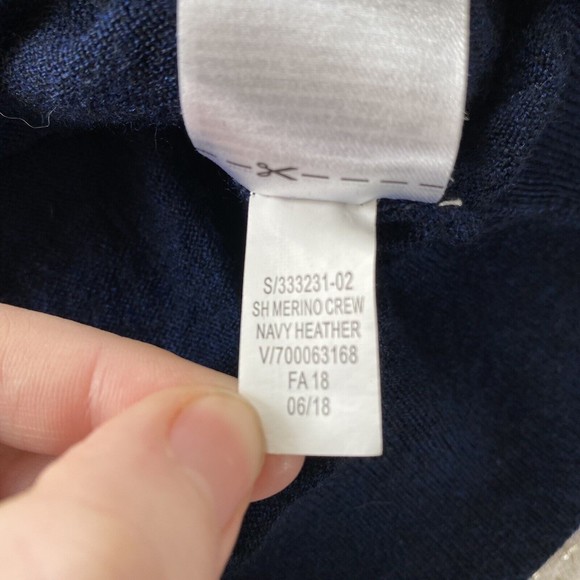 S/333231-02
SH MERINO CREW
NAVY HEATHER
V/700063168
FA 18
06/18